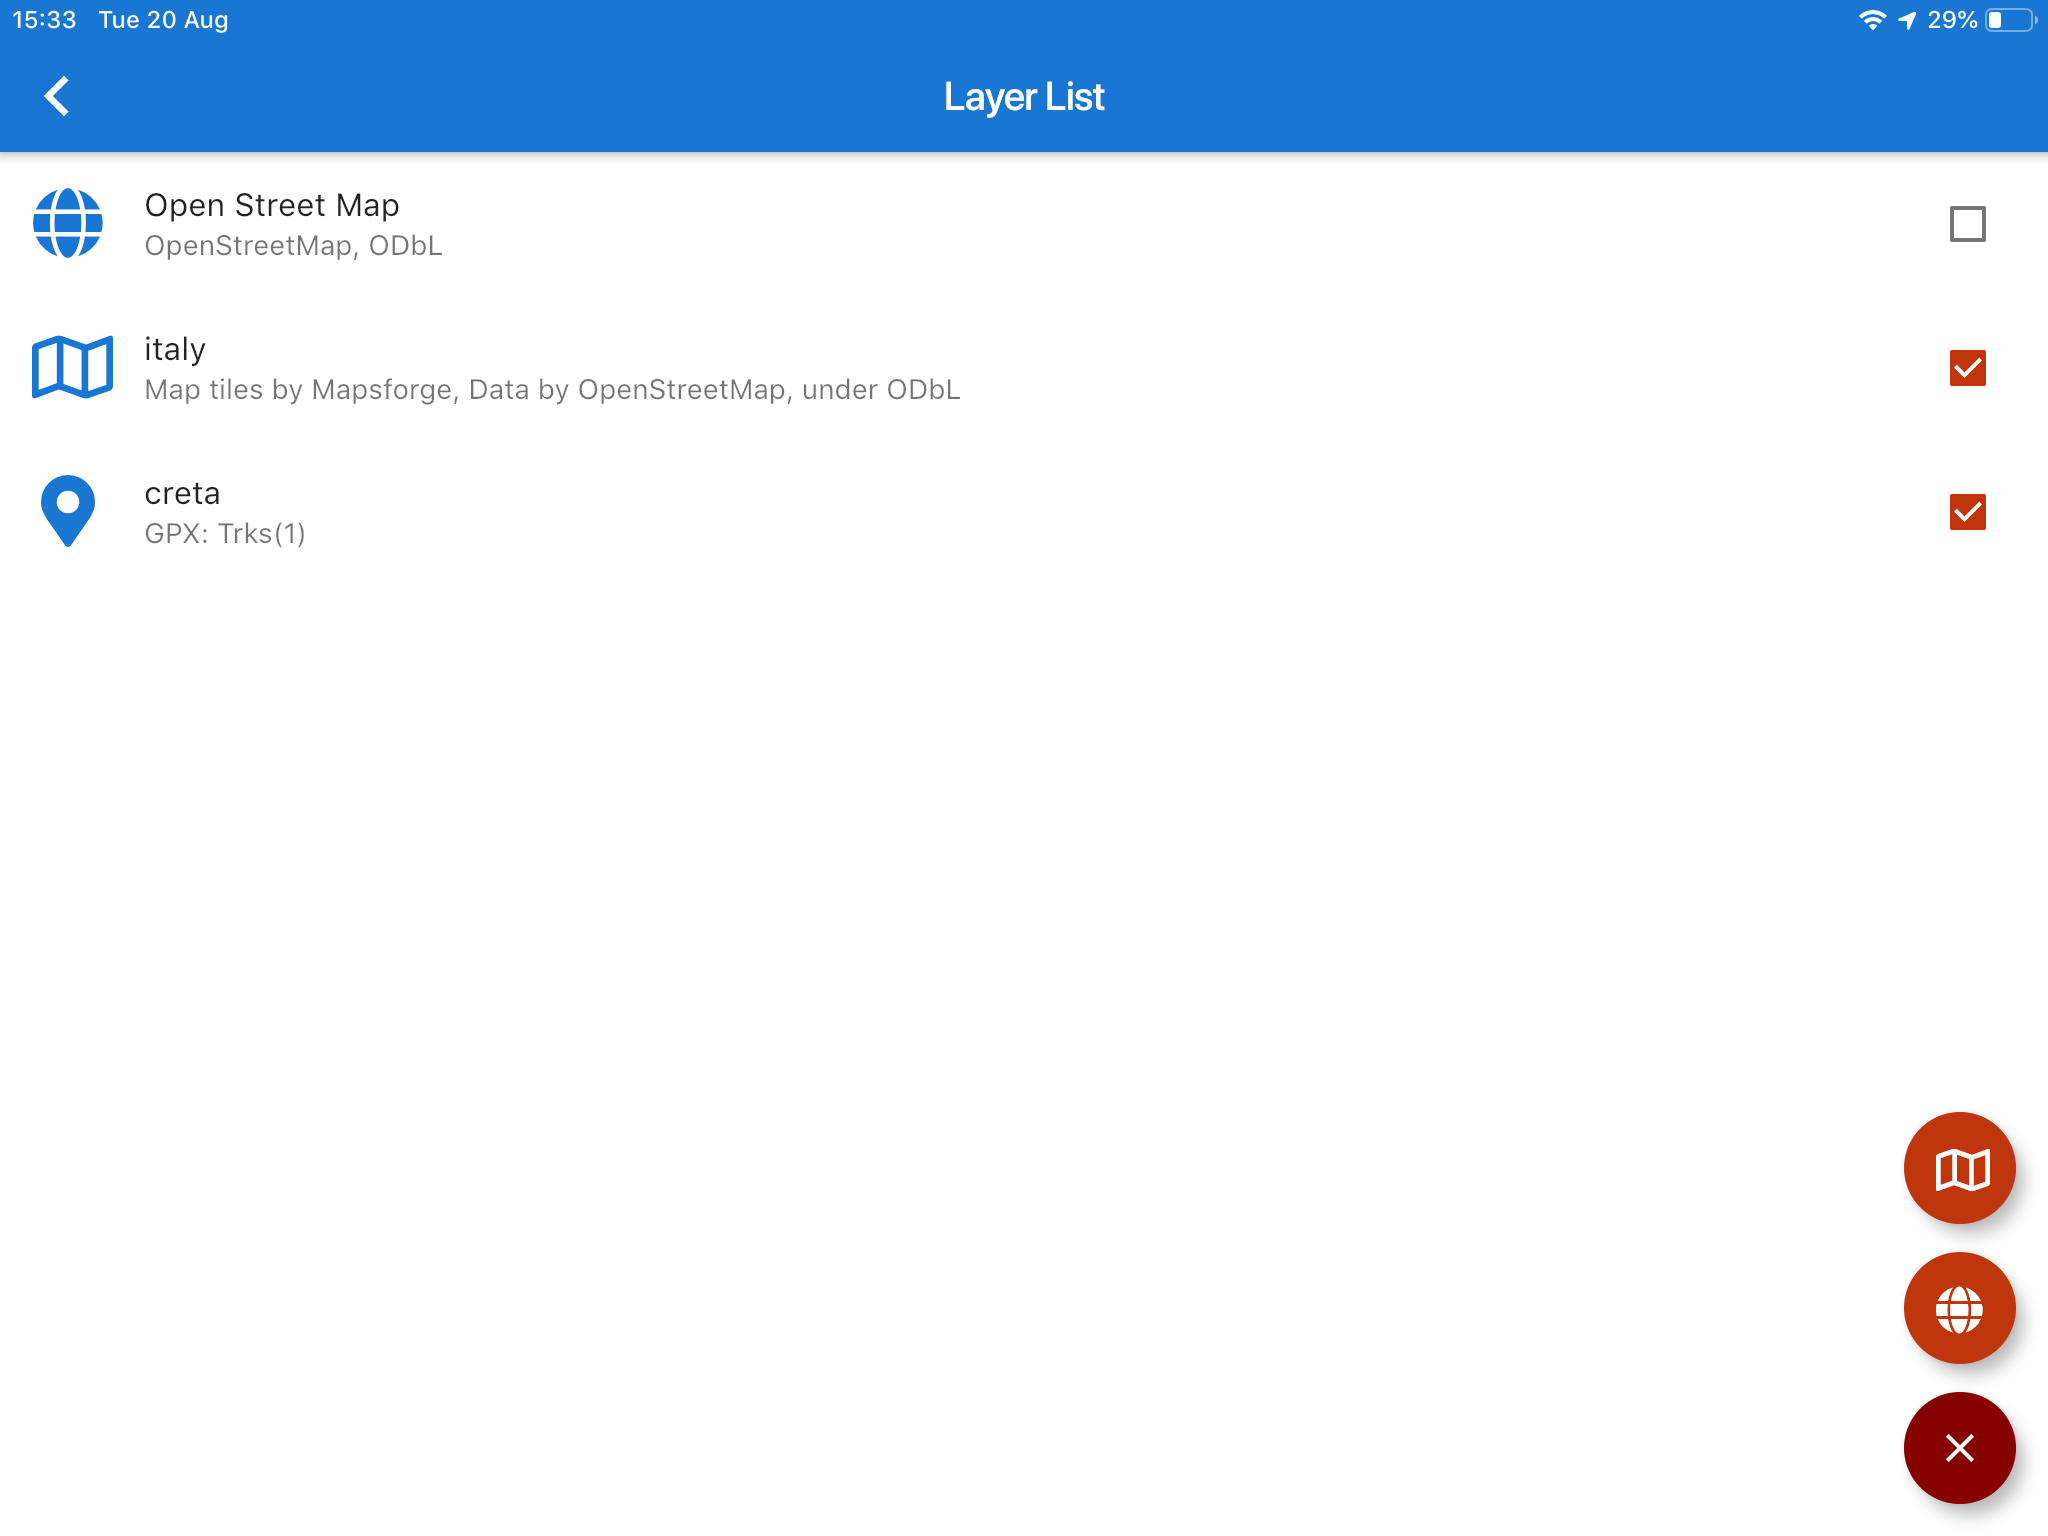 15:33 Tue 20 Aug 29%
Layer List
Open Street Map
OpenStreetMap, ODbL
italy
Map tiles by Mapsforge, Data by OpenStreetMap, under ODbL
creta
GPX: Trks(1)